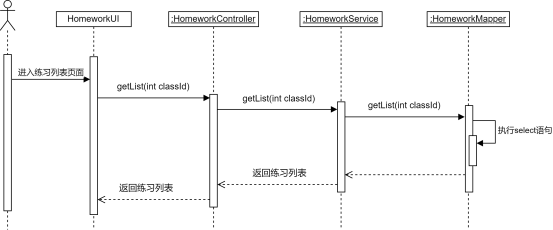 HomeworkUI
:HomeworkController
:HomeworkService
:HomeworkMapper
进入练习列表页面
getList(int classId)
getList(int classId)
getList(int classId)
执行select语句
返回练习列表
返回练习列表